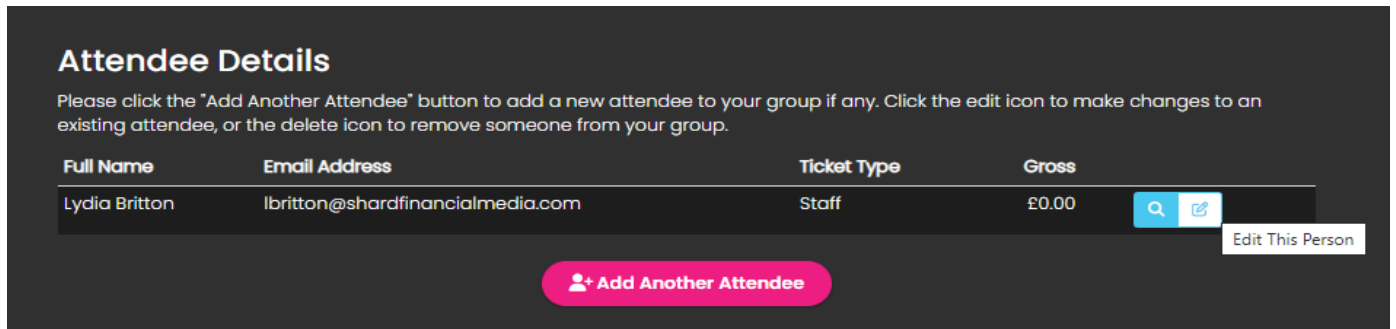 Attendee Details
Please click the "Add Another Attendee" button to add a new attendee to your group if any. Click the edit icon to make changes to an
existing attendee, or the delete icon to remove someone from your group.
Full Name Email Address Ticket Type Gross
Lydia Britton lbritton@shardfinancialmedia.com Staff £0.00
Edit This Person
Add Another Attendee